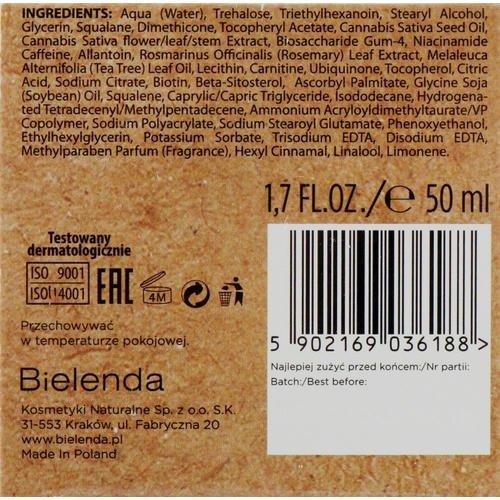 INGREDIENTS: Aqua (Water), Trehalose, Triethylhexanoin, Stearyl Alcohol,
Glycerin, Squalane, Dimethicone, Tocopheryl Acetate, Cannabis Sativa Seed Oil,
Cannabis Sativa flower/leaf/stem Extract, Biosaccharide Gum-4, Niacinamide
Caffeine, Allantoin, Rosmarinus Officinalis (Rosemary) Leaf Extract, Melaleuca
Alternifolia (Tea Tree) Leaf Oil, Lecithin, Carnitine, Ubiquinone, Tocopherol, Citric
Acid, Sodium Citrate, Biotin, Beta-Sitosterol, Ascorbyl Palmitate, Glycine Soja
(Soybean) Oil, Squalene, Caprylic/Capric Triglyceride, Isododecane, Hydrogena-
ted Tetradecenyl/Methylpentadecene, Ammonium Acryloyldimethyltaurate/VP
Copolymer, Sodium Polyacrylate, Sodium Stearoyl Glutamate, Phenoxyethanol,
Ethylhexylglycerin, Potassium Sorbate, Trisodium EDTA, Disodium EDTA,
Methylparaben Parfum (Fragrance), Hexyl Cinnamal, Linalool, Limonene.
1,7 FL.OZ./℮ 50 ml
Testowany
dermatologicznie
ISO 9001
ISO 14001
EAC
4M
Przechowywać
w temperaturze pokojowej.
5 902169 036188 >
Najlepiej zużyć przed końcem:/Nr partii:
Batch:/Best before:
Bielenda
Kosmetyki Naturalne Sp. z o.o. S.K.
31-553 Kraków, ul. Fabryczna 20
www.bielenda.pl
Made In Poland